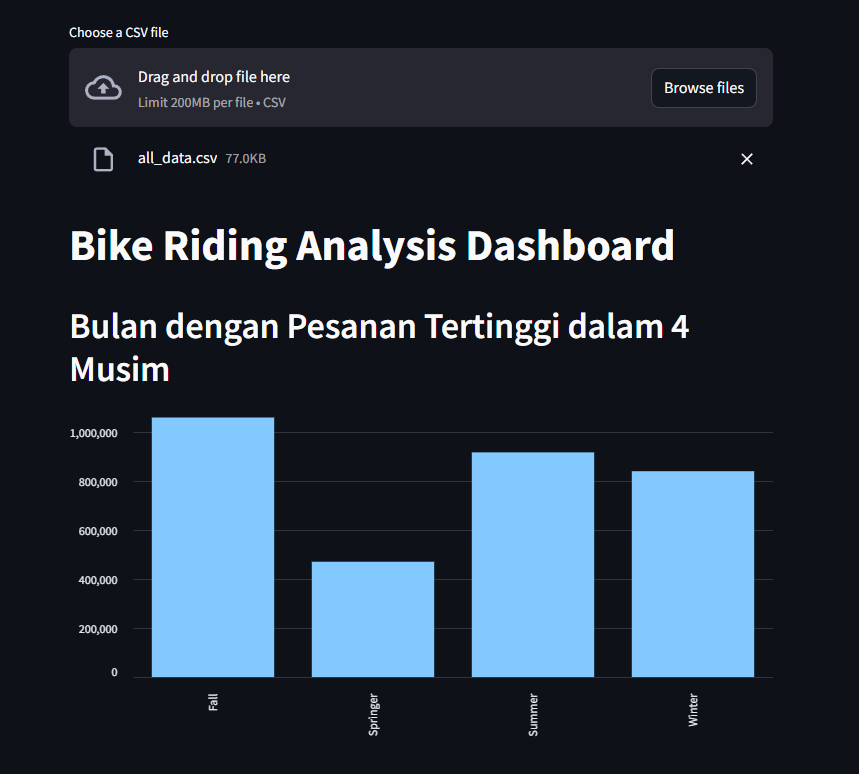 Choose a CSV file
Drag and drop file here
Limit 200MB per file • CSV
Browse files
all_data.csv 77.0KB
Bike Riding Analysis Dashboard
Bulan dengan Pesanan Tertinggi dalam 4
Musim
1,000,000
800,000
600,000
400,000
200,000
0
Fall
Springer
Summer
Winter